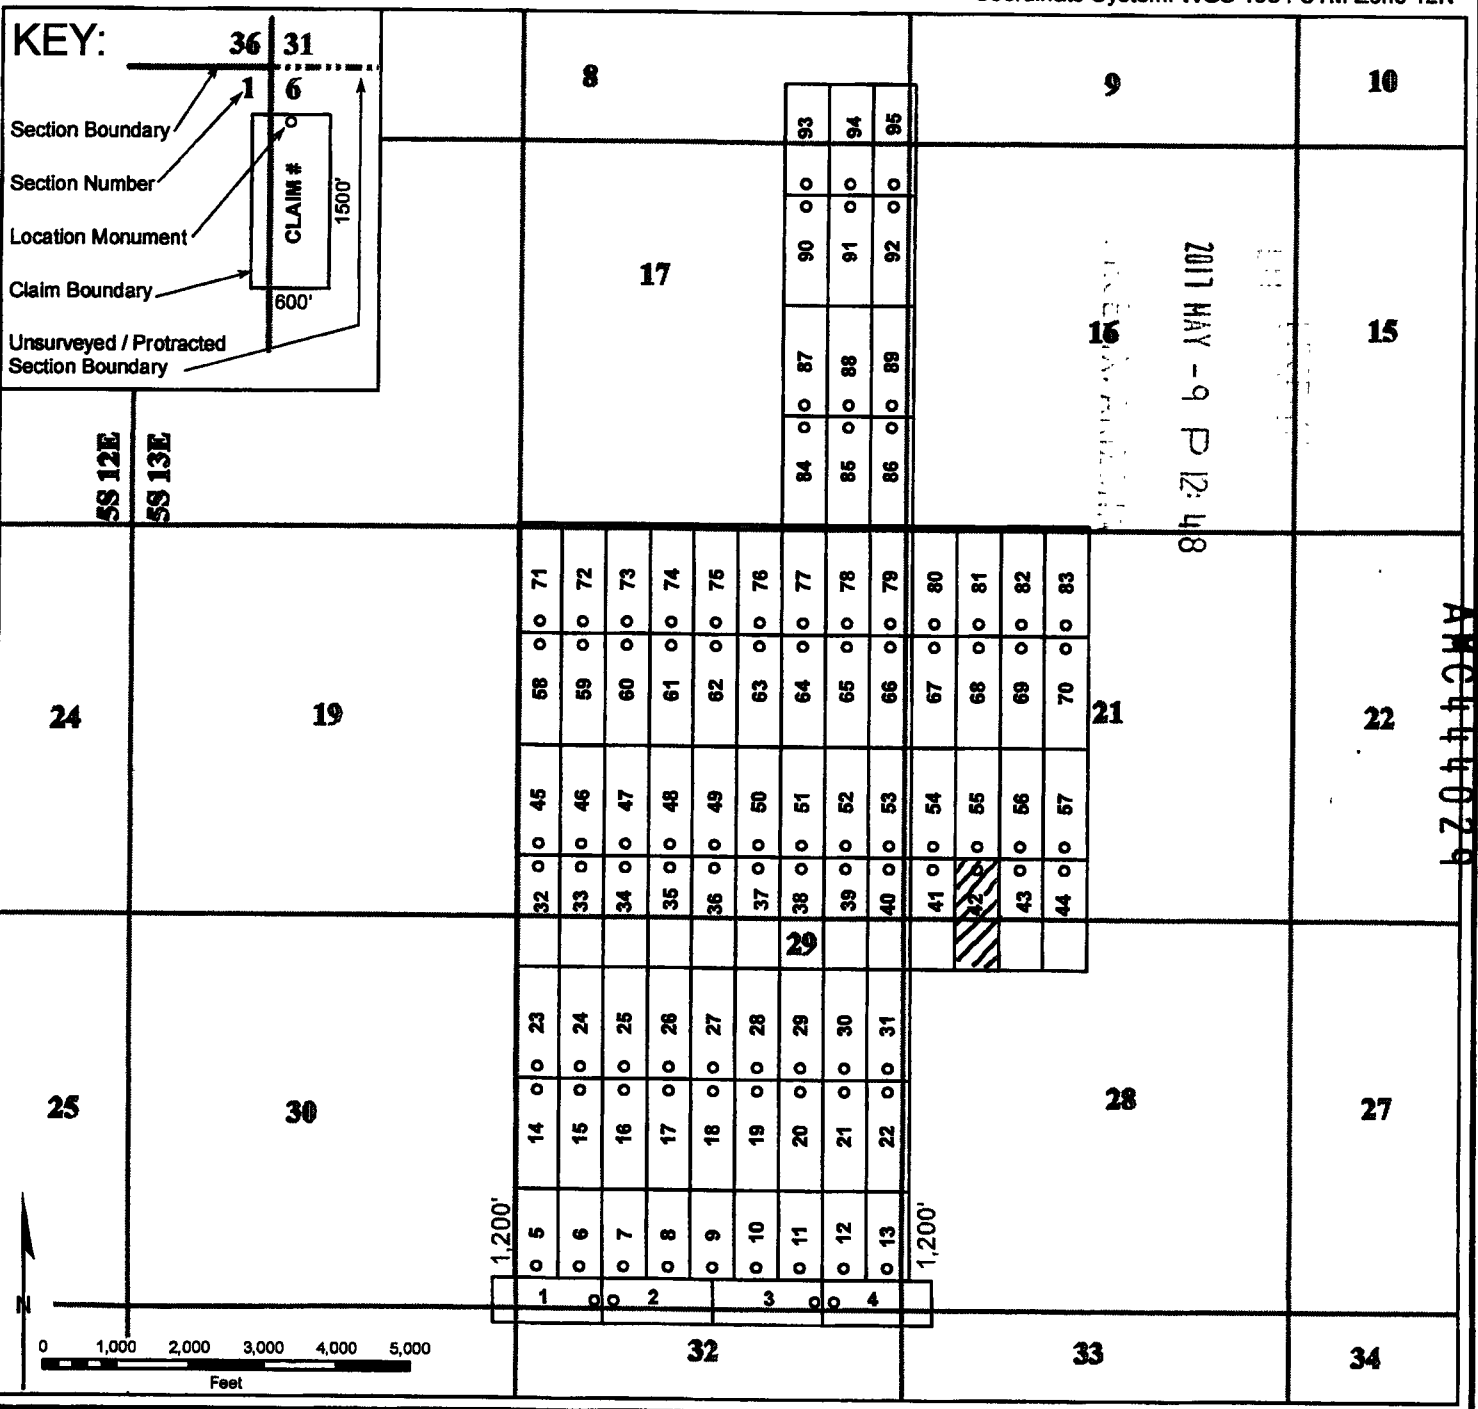 KEY:
36 31
1 6
Section Boundary
Section Number
Location Monument
Claim Boundary
Unsurveyed / Protracted
Section Boundary
CLAIM #
1500'
600'
8 9 10
93 94 95
17 16 15
90 91 92
87 88 89
84 85 86
2017 MAY -9 P 12:48
5S 12E
5S 13E
71 72 73 74 75 76 77 78 79 80 81 82 83
58 59 60 61 62 63 64 65 66 67 68 69 70
24 19 21 22
AMC444029
45 46 47 48 49 50 51 52 53 54 55 56 57
32 33 34 35 36 37 38 39 40 41 42 43 44
29
23 24 25 26 27 28 29 30 31
25 30 28 27
14 15 16 17 18 19 20 21 22
1,200' 5 6 7 8 9 10 11 12 13 1,200'
1 2 3 4
N
32 33 34
0 1,000 2,000 3,000 4,000 5,000
Feet